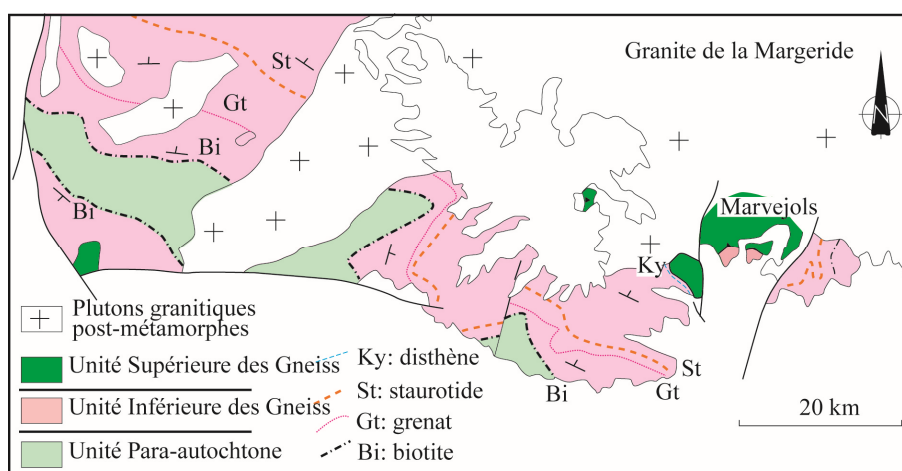 Granite de la Margeride
N
St
Gt
Bi
Bi
Marvejols
Ky
St
Gt
Bi
20 km
Plutons granitiques
post-métamorphes
Unité Supérieure des Gneiss
Unité Inférieure des Gneiss
Unité Para-autochtone
Ky: disthène
St: staurotide
Gt: grenat
Bi: biotite